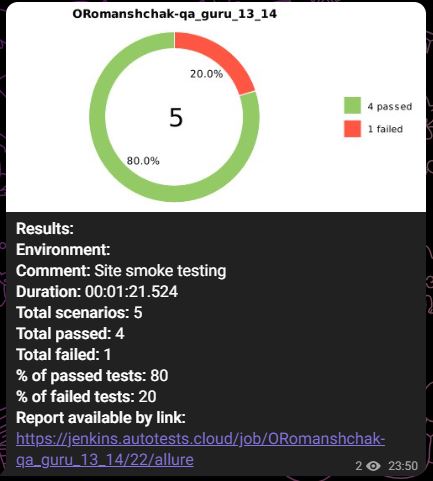 ORomanshchak-qa_guru_13_14
20.0%
5
80.0%
4 passed
1 failed
Results:
Environment:
Comment: Site smoke testing
Duration: 00:01:21.524
Total scenarios: 5
Total passed: 4
Total failed: 1
% of passed tests: 80
% of failed tests: 20
Report available by link:
https://jenkins.autotests.cloud/job/ORomanshchak-
qa_guru_13_14/22/allure
2 23:50